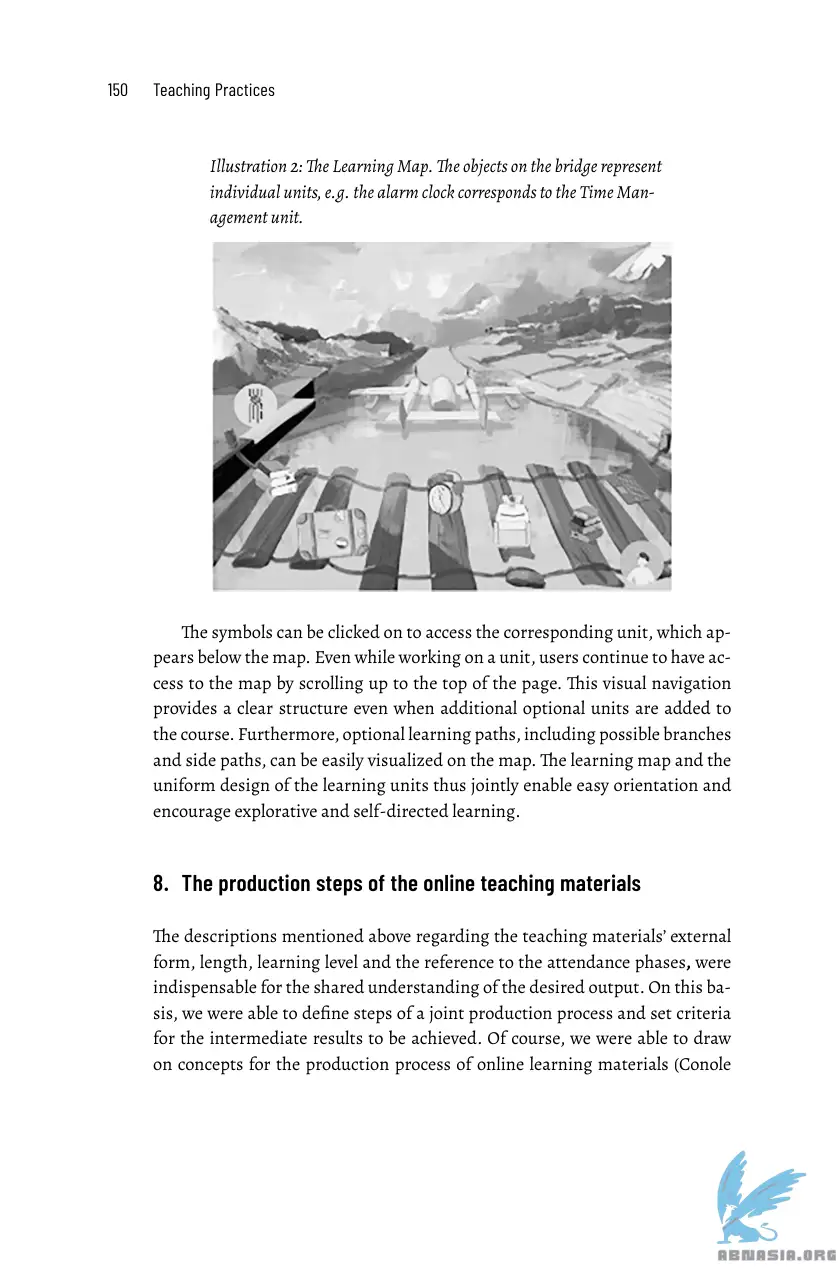 150 Teaching Practices
Illustration 2: The Learning Map. The objects on the bridge represent
individual units, e.g. the alarm clock corresponds to the Time Man-
agement unit.
The symbols can be clicked on to access the corresponding unit, which ap-
pears below the map. Even while working on a unit, users continue to have ac-
cess to the map by scrolling up to the top of the page. This visual navigation
provides a clear structure even when additional optional units are added to
the course. Furthermore, optional learning paths, including possible branches
and side paths, can be easily visualized on the map. The learning map and the
uniform design of the learning units thus jointly enable easy orientation and
encourage explorative and self-directed learning.
8. The production steps of the online teaching materials
The descriptions mentioned above regarding the teaching materials’ external
form, length, learning level and the reference to the attendance phases, were
indispensable for the shared understanding of the desired output. On this ba-
sis, we were able to define steps of a joint production process and set criteria
for the intermediate results to be achieved. Of course, we were able to draw
on concepts for the production process of online learning materials (Conole
ABNASIA.ORG